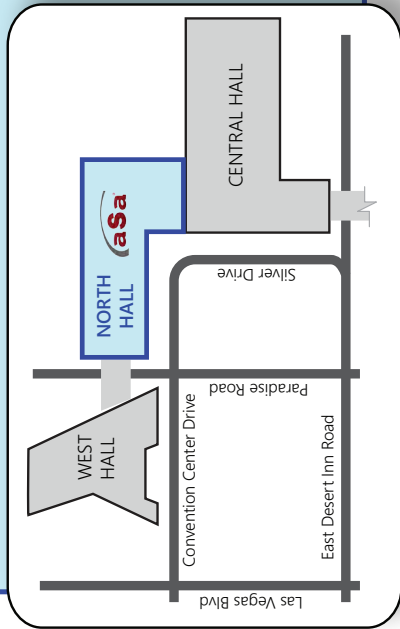 CENTRAL HALL
NORTH
HALL
aSa
Silver Drive
Paradise Road
WEST
HALL
Convention Center Drive
East Desert Inn Road
Las Vegas Blvd